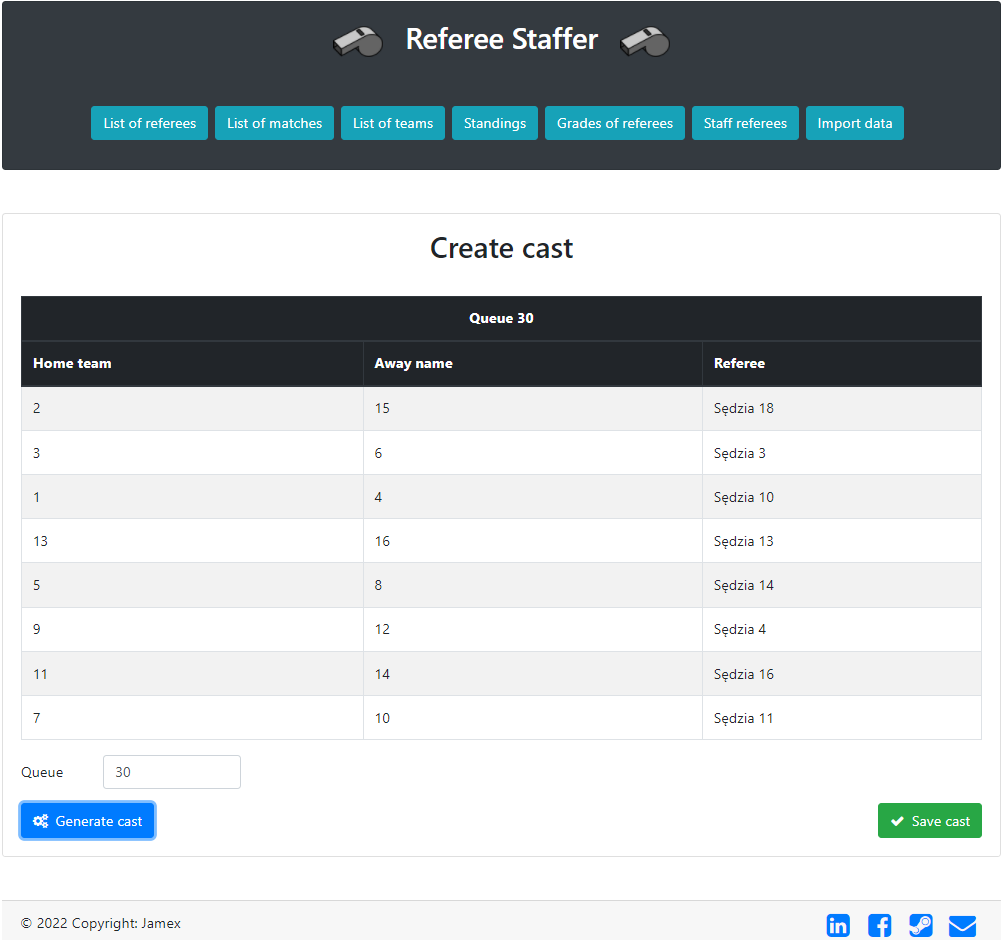 Referee Staffer
List of referees List of matches List of teams Standings Grades of referees Staff referees Import data
Create cast
Queue 30
Home team Away name Referee
2 15 Sędzia 18
3 6 Sędzia 3
1 4 Sędzia 10
13 16 Sędzia 13
5 8 Sędzia 14
9 12 Sędzia 4
11 14 Sędzia 16
7 10 Sędzia 11
Queue 30
Generate cast Save cast
© 2022 Copyright: Jamex